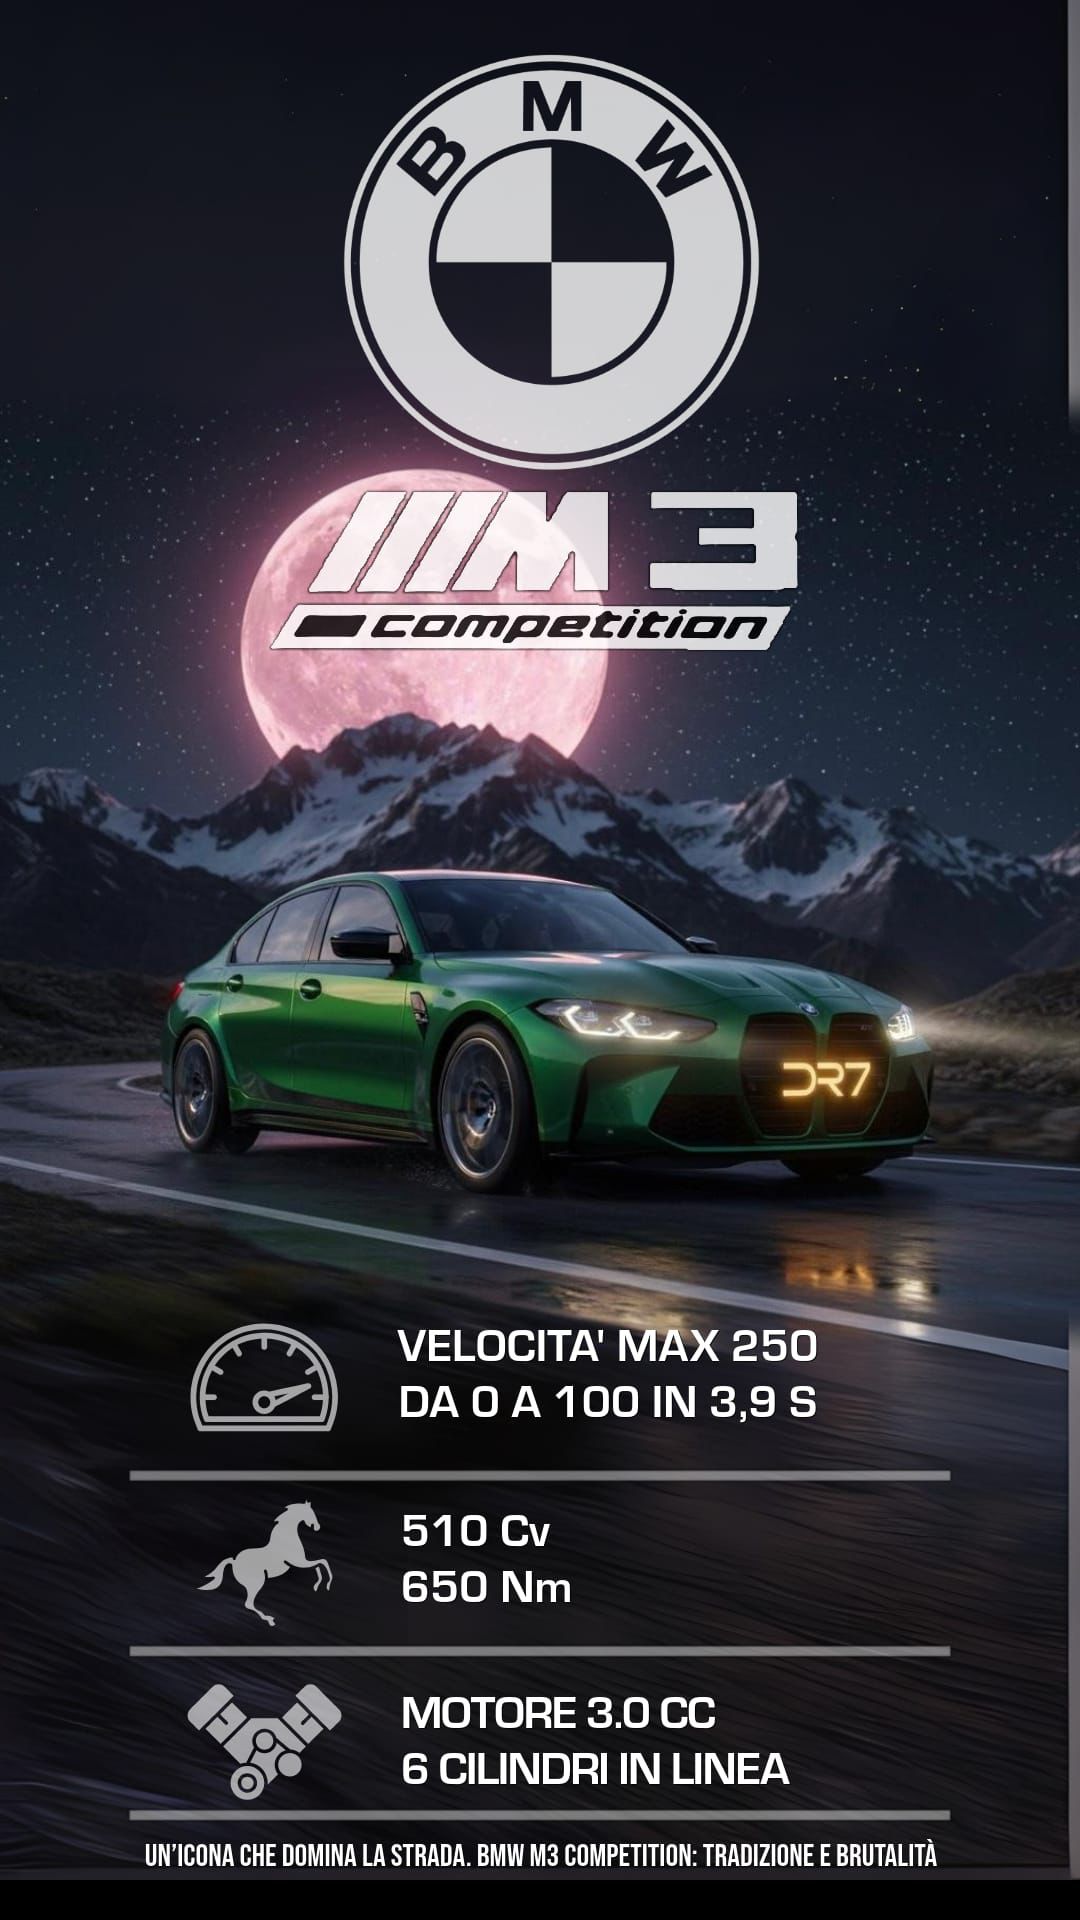 BMW
M3
competition
DR7
VELOCITA' MAX 250
DA 0 A 100 IN 3,9 S
510 Cv
650 Nm
MOTORE 3.0 CC
6 CILINDRI IN LINEA
UN'ICONA CHE DOMINA LA STRADA. BMW M3 COMPETITION: TRADIZIONE E BRUTALITÀ